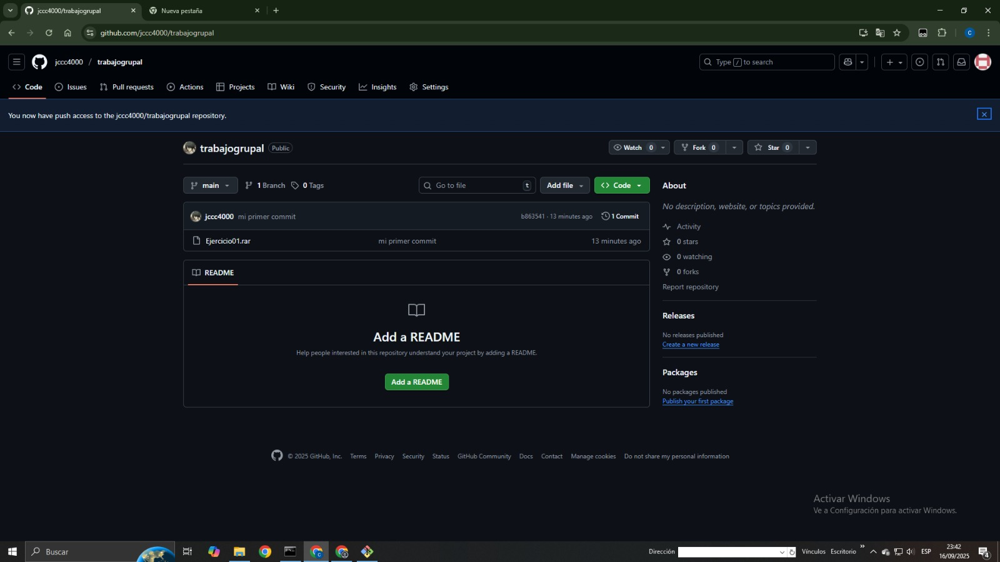 jccc4000/trabajogrupal
Nueva pestaña
github.com/jccc4000/trabajogrupal
C
jccc4000 / trabajogrupal
Type / to search
Code
Issues
Pull requests
Actions
Projects
Wiki
Security
Insights
Settings
You now have push access to the jccc4000/trabajogrupal repository.
trabajogrupal Public
Watch 0
Fork 0
Star 0
main
1 Branch
0 Tags
Go to file t
Add file
Code
jccc4000 mi primer commit
b863541 · 13 minutes ago
1 Commit
Ejercicio01.rar
mi primer commit
13 minutes ago
README
Add a README
Help people interested in this repository understand your project by adding a README.
Add a README
About
No description, website, or topics provided.
Activity
0 stars
0 watching
0 forks
Report repository
Releases
No releases published
Create a new release
Packages
No packages published
Publish your first package
© 2025 GitHub, Inc. Terms Privacy Security Status GitHub Community Docs Contact Manage cookies Do not share my personal information
Activar Windows
Ve a Configuración para activar Windows.
Buscar
C
Dirección
Vínculos
Escritorio
ESP
23:42
16/09/2025
4